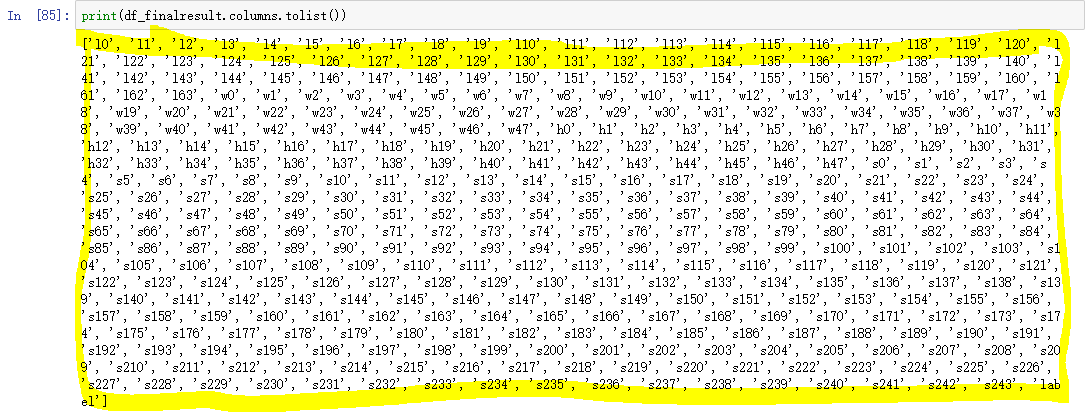 In [85]:
print(df_finalresult.columns.tolist())
['l0', 'l1', 'l2', 'l3', 'l4', 'l5', 'l6', 'l7', 'l8', 'l9', 'l10', 'l11', 'l12', 'l13', 'l14', 'l15', 'l16', 'l17', 'l18', 'l19', 'l20', 'l
21', 'l22', 'l23', 'l24', 'l25', 'l26', 'l27', 'l28', 'l29', 'l30', 'l31', 'l32', 'l33', 'l34', 'l35', 'l36', 'l37', 'l38', 'l39', 'l40', 'l
41', 'l42', 'l43', 'l44', 'l45', 'l46', 'l47', 'l48', 'l49', 'l50', 'l51', 'l52', 'l53', 'l54', 'l55', 'l56', 'l57', 'l58', 'l59', 'l60', 'l
61', 'l62', 'l63', 'w0', 'w1', 'w2', 'w3', 'w4', 'w5', 'w6', 'w7', 'w8', 'w9', 'w10', 'w11', 'w12', 'w13', 'w14', 'w15', 'w16', 'w17', 'w1
8', 'w19', 'w20', 'w21', 'w22', 'w23', 'w24', 'w25', 'w26', 'w27', 'w28', 'w29', 'w30', 'w31', 'w32', 'w33', 'w34', 'w35', 'w36', 'w37', 'w3
8', 'w39', 'w40', 'w41', 'w42', 'w43', 'w44', 'w45', 'w46', 'w47', 'h0', 'h1', 'h2', 'h3', 'h4', 'h5', 'h6', 'h7', 'h8', 'h9', 'h10', 'h11',
'h12', 'h13', 'h14', 'h15', 'h16', 'h17', 'h18', 'h19', 'h20', 'h21', 'h22', 'h23', 'h24', 'h25', 'h26', 'h27', 'h28', 'h29', 'h30', 'h31',
'h32', 'h33', 'h34', 'h35', 'h36', 'h37', 'h38', 'h39', 'h40', 'h41', 'h42', 'h43', 'h44', 'h45', 'h46', 'h47', 's0', 's1', 's2', 's3', 's
4', 's5', 's6', 's7', 's8', 's9', 's10', 's11', 's12', 's13', 's14', 's15', 's16', 's17', 's18', 's19', 's20', 's21', 's22', 's23', 's24',
's25', 's26', 's27', 's28', 's29', 's30', 's31', 's32', 's33', 's34', 's35', 's36', 's37', 's38', 's39', 's40', 's41', 's42', 's43', 's44',
's45', 's46', 's47', 's48', 's49', 's50', 's51', 's52', 's53', 's54', 's55', 's56', 's57', 's58', 's59', 's60', 's61', 's62', 's63', 's64',
's65', 's66', 's67', 's68', 's69', 's70', 's71', 's72', 's73', 's74', 's75', 's76', 's77', 's78', 's79', 's80', 's81', 's82', 's83', 's84',
's85', 's86', 's87', 's88', 's89', 's90', 's91', 's92', 's93', 's94', 's95', 's96', 's97', 's98', 's99', 's100', 's101', 's102', 's103', 's1
04', 's105', 's106', 's107', 's108', 's109', 's110', 's111', 's112', 's113', 's114', 's115', 's116', 's117', 's118', 's119', 's120', 's121',
's122', 's123', 's124', 's125', 's126', 's127', 's128', 's129', 's130', 's131', 's132', 's133', 's134', 's135', 's136', 's137', 's138', 's13
9', 's140', 's141', 's142', 's143', 's144', 's145', 's146', 's147', 's148', 's149', 's150', 's151', 's152', 's153', 's154', 's155', 's156',
's157', 's158', 's159', 's160', 's161', 's162', 's163', 's164', 's165', 's166', 's167', 's168', 's169', 's170', 's171', 's172', 's173', 's17
4', 's175', 's176', 's177', 's178', 's179', 's180', 's181', 's182', 's183', 's184', 's185', 's186', 's187', 's188', 's189', 's190', 's191',
's192', 's193', 's194', 's195', 's196', 's197', 's198', 's199', 's200', 's201', 's202', 's203', 's204', 's205', 's206', 's207', 's208', 's20
9', 's210', 's211', 's212', 's213', 's214', 's215', 's216', 's217', 's218', 's219', 's220', 's221', 's222', 's223', 's224', 's225', 's226',
's227', 's228', 's229', 's230', 's231', 's232', 's233', 's234', 's235', 's236', 's237', 's238', 's239', 's240', 's241', 's242', 's243', 'lab
el']